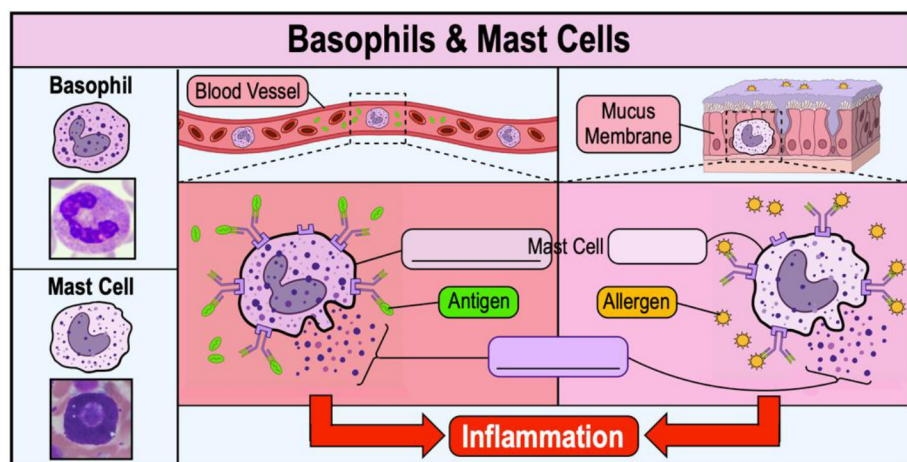 Basophils & Mast Cells
Basophil
Blood Vessel
Mucus
Membrane
Mast Cell
Mast Cell
Antigen
Allergen
Inflammation